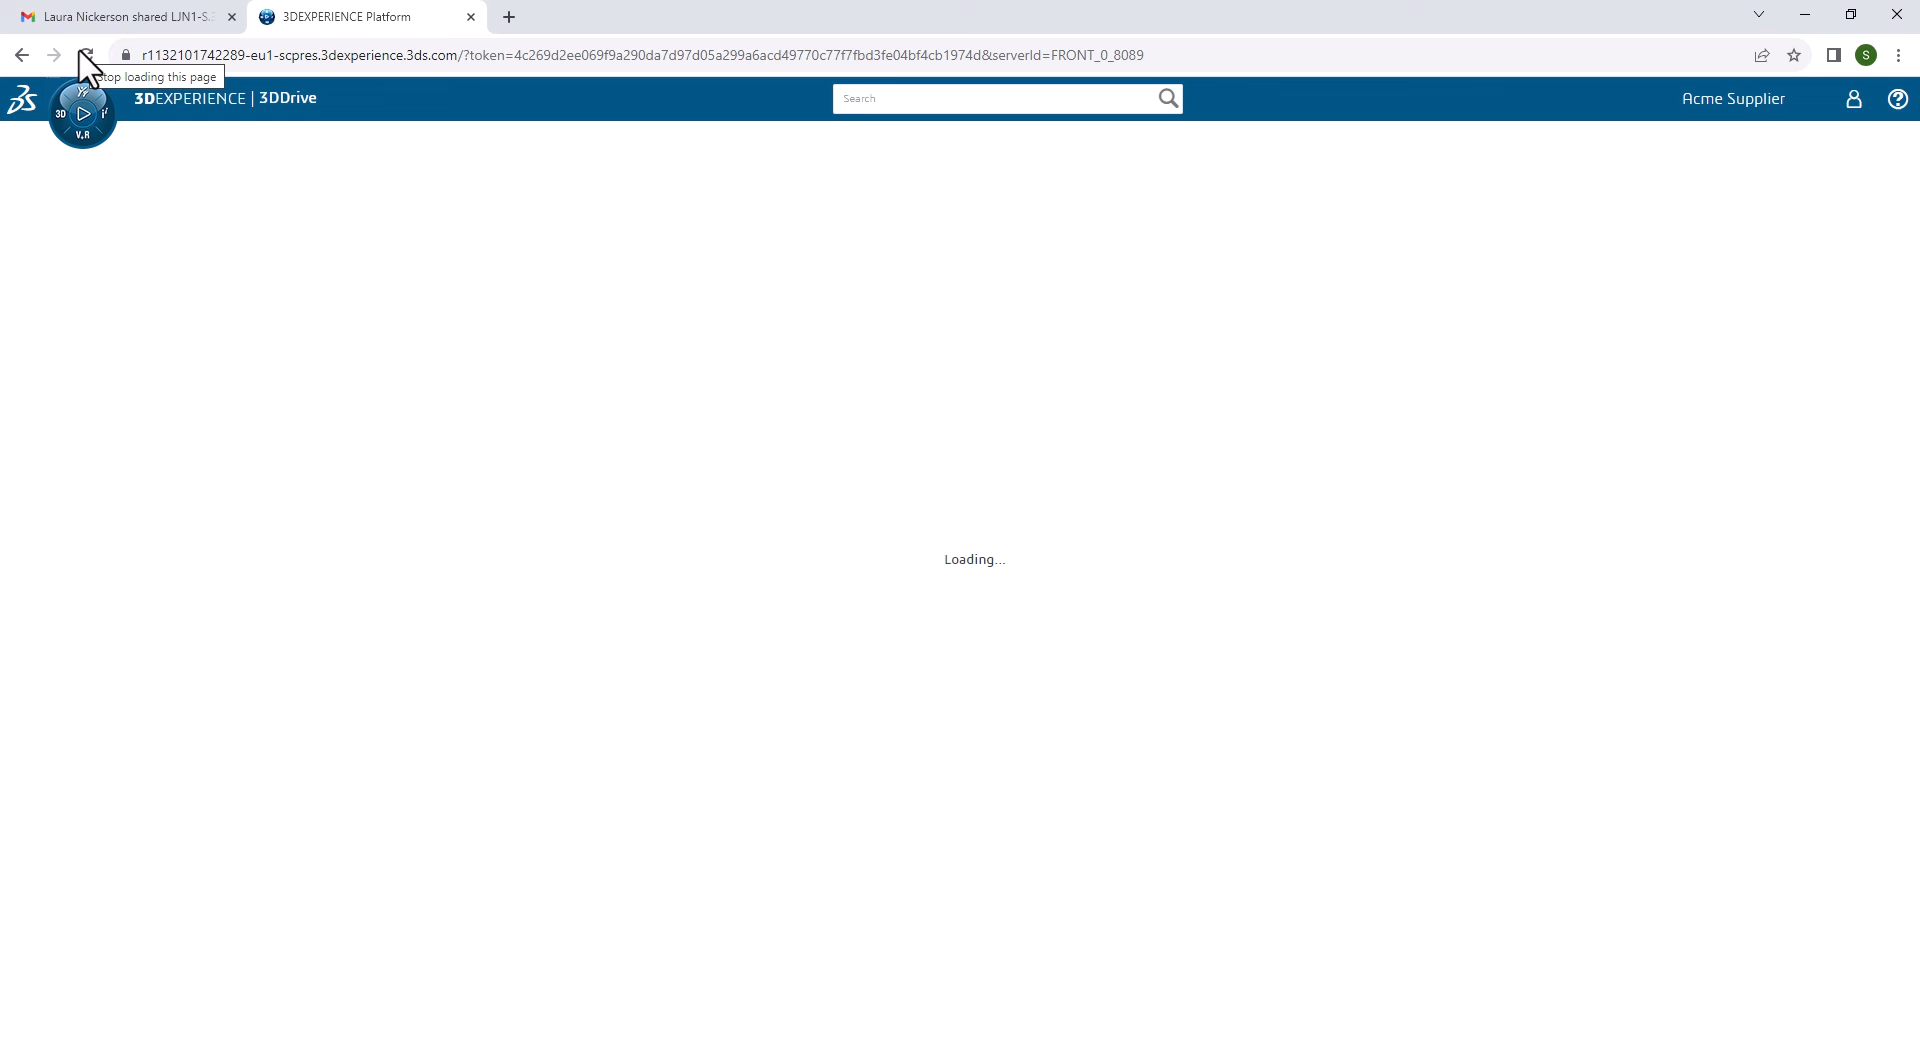 Laura Nickerson shared LJN1-S.
3DEXPERIENCE Platform
r1132101742289-eu1-scpres.3dexperience.3ds.com/?token=4c269d2ee069f9a290da7d97d05a299a6acd49770c77f7fbd3fe04bf4cb1974d&serverId=FRONT_0_8089
S
Stop loading this page
3DEXPERIENCE | 3DDrive
Search
Acme Supplier
3D
V.R
Loading...